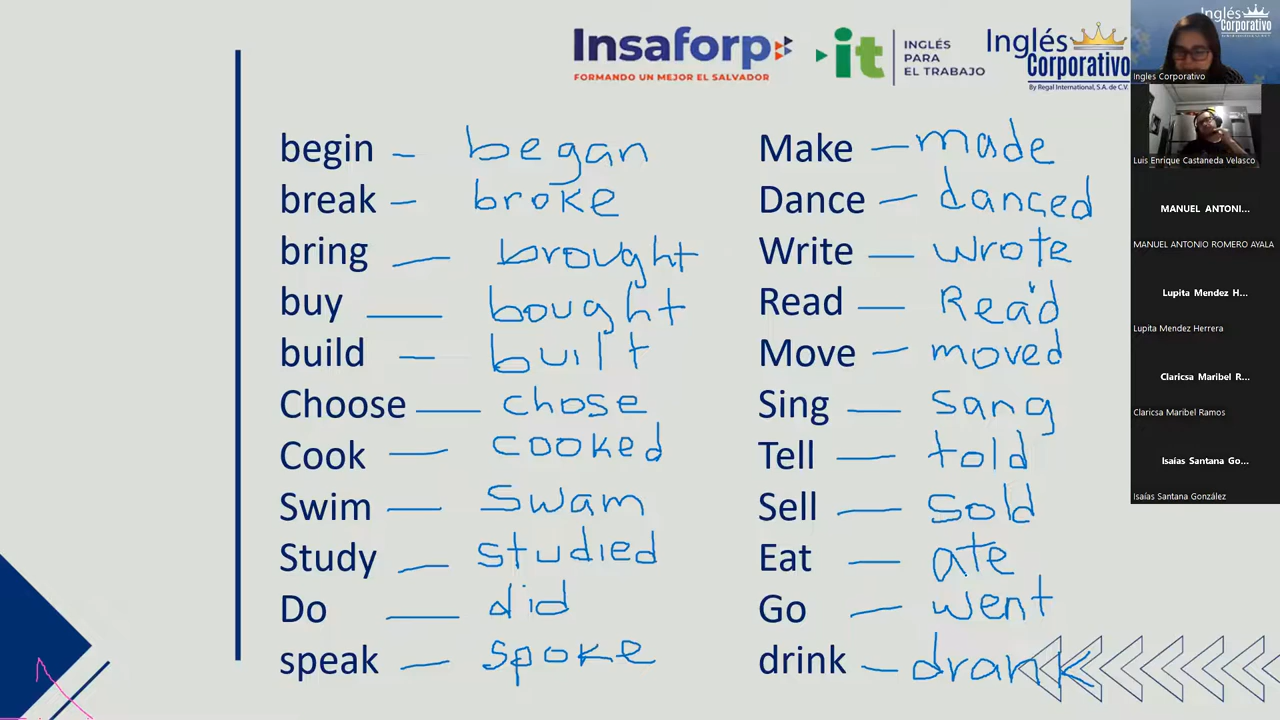 Insaforp
FORMANDO UN MEJOR EL SALVADOR
it
INGLÉS
PARA
EL TRABAJO
Inglés
Corporativo
By Regal International, S.A. de C.V.
begin - began
break - broke
bring - brought
buy - bought
build - built
Choose - chose
Cook - cooked
Swim - swam
Study - studied
Do - did
speak - spoke
Make - made
Dance - danced
Write - wrote
Read - Read
Move - moved
Sing - sang
Tell - told
Sell - sold
Eat - ate
Go - went
drink - drank
Inglés
Corporativo
Ingles Corporativo
Luis Enrique Castaneda Velasco
MANUEL ANTONI...
MANUEL ANTONIO ROMERO AYALA
Lupita Mendez H...
Lupita Mendez Herrera
Claricsa Maribel R...
Claricsa Maribel Ramos
Isaías Santana Go...
Isaías Santana González